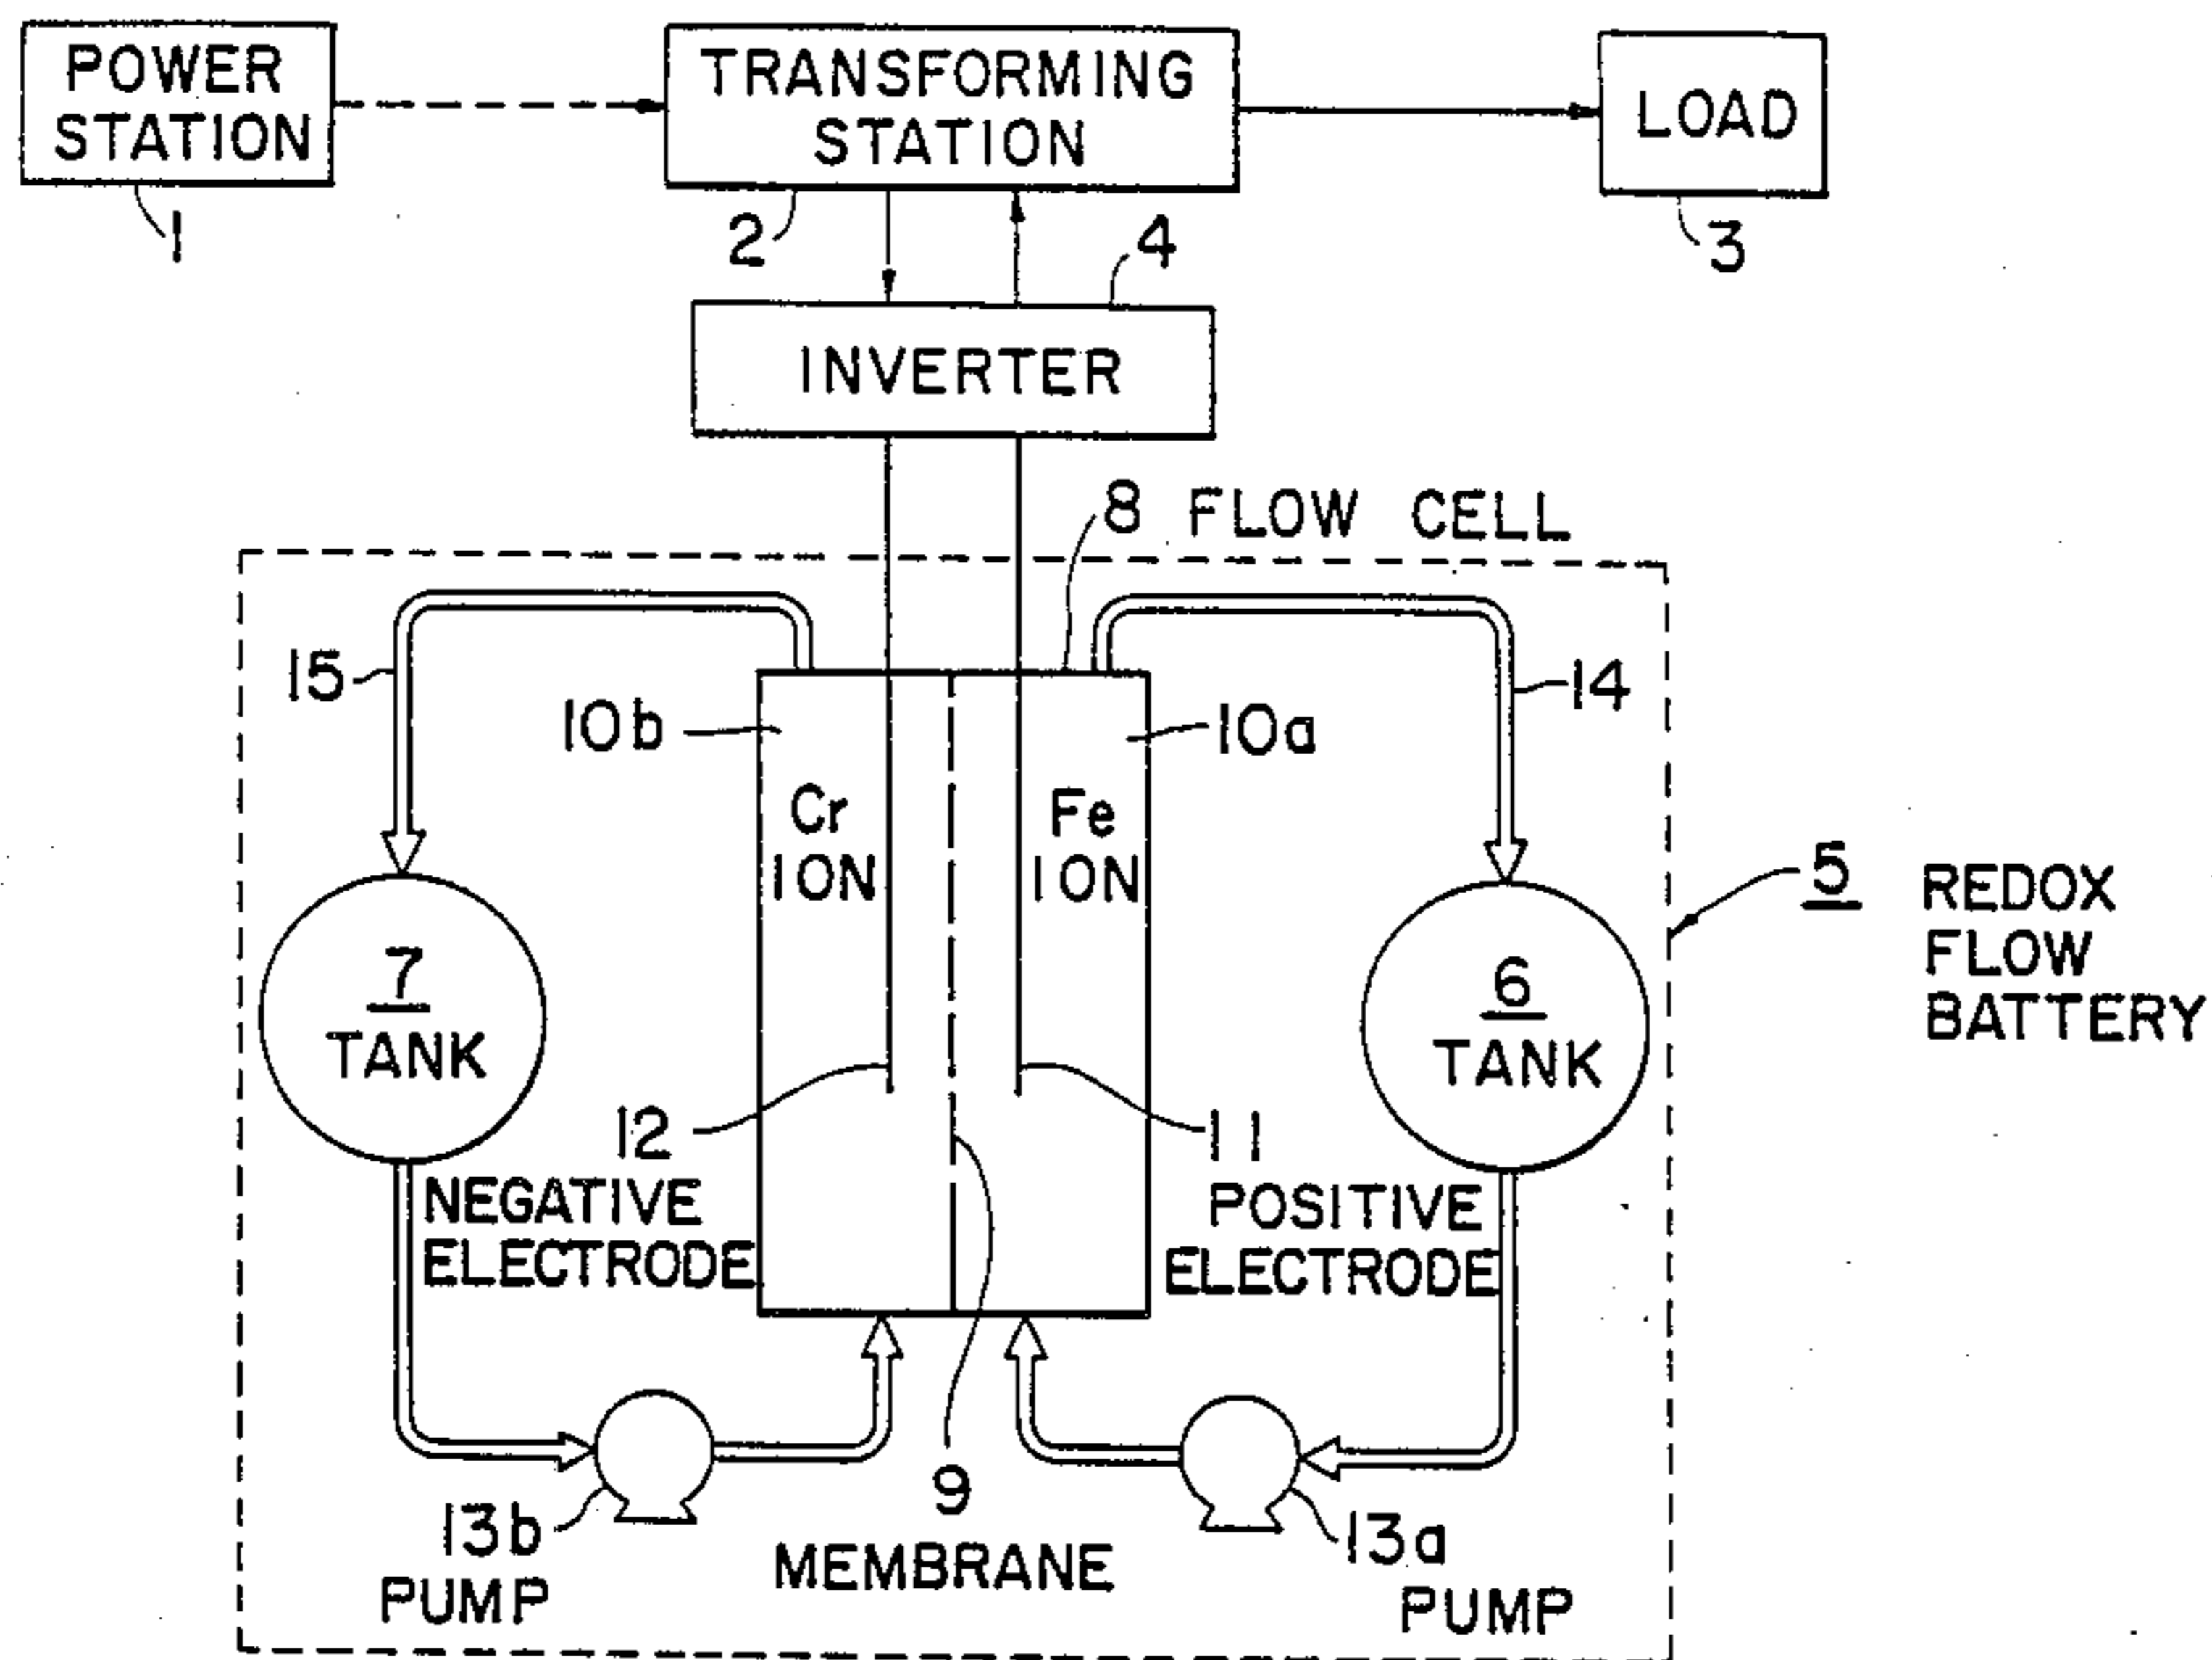 POWER
STATION
1
TRANSFORMING
STATION
2
LOAD
3
4
INVERTER
8 FLOW CELL
15
14
10b
10a
Cr
ION
Fe
ION
5 REDOX
FLOW
BATTERY
7
TANK
6
TANK
12
NEGATIVE
ELECTRODE
11
POSITIVE
ELECTRODE
13b
PUMP
9
MEMBRANE
13a
PUMP